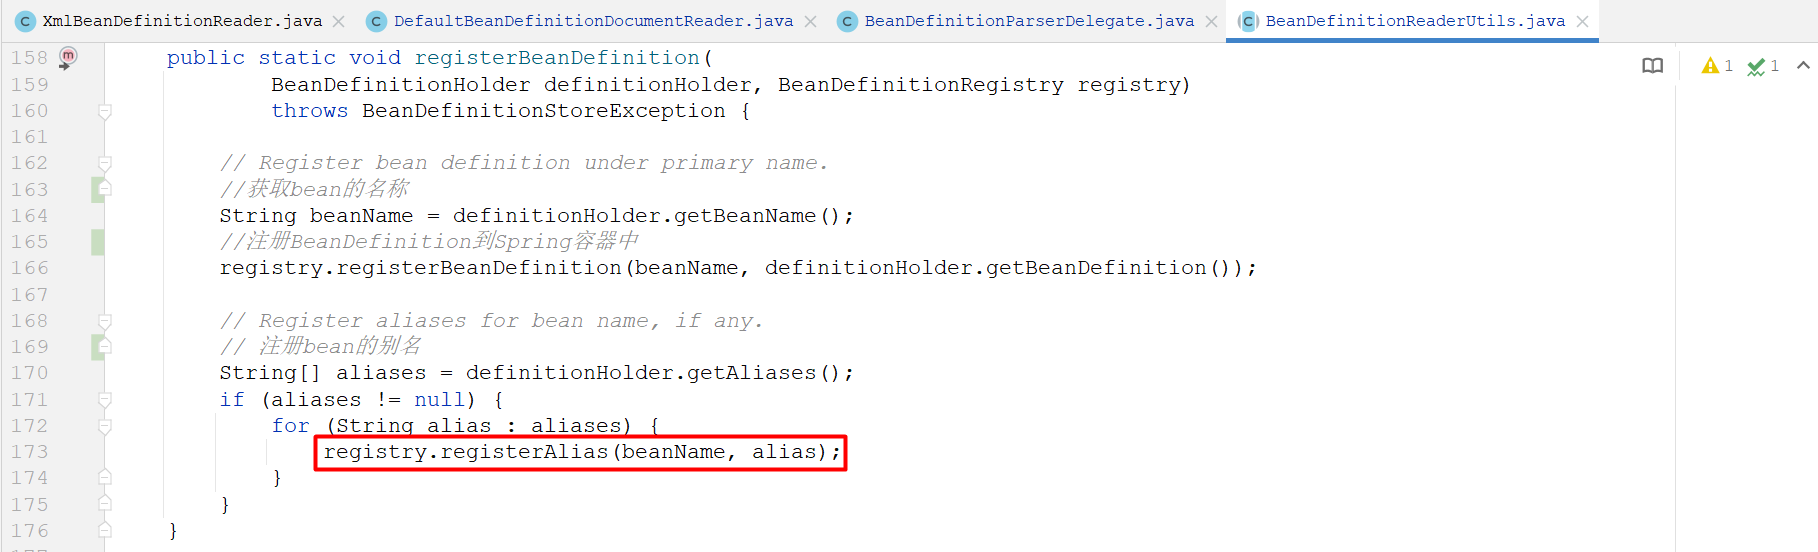 XmlBeanDefinitionReader.java DefaultBeanDefinitionDocumentReader.java BeanDefinitionParserDelegate.java BeanDefinitionReaderUtils.java
158 public static void registerBeanDefinition(
159 BeanDefinitionHolder definitionHolder, BeanDefinitionRegistry registry) 1 1
160 throws BeanDefinitionStoreException {
161
162 // Register bean definition under primary name.
163 //获取bean的名称
164 String beanName = definitionHolder.getBeanName();
165 //注册BeanDefinition到Spring容器中
166 registry.registerBeanDefinition(beanName, definitionHolder.getBeanDefinition());
167
168 // Register aliases for bean name, if any.
169 // 注册bean的别名
170 String[] aliases = definitionHolder.getAliases();
171 if (aliases != null) {
172 for (String alias : aliases) {
173 registry.registerAlias(beanName, alias);
174 }
175 }
176 }